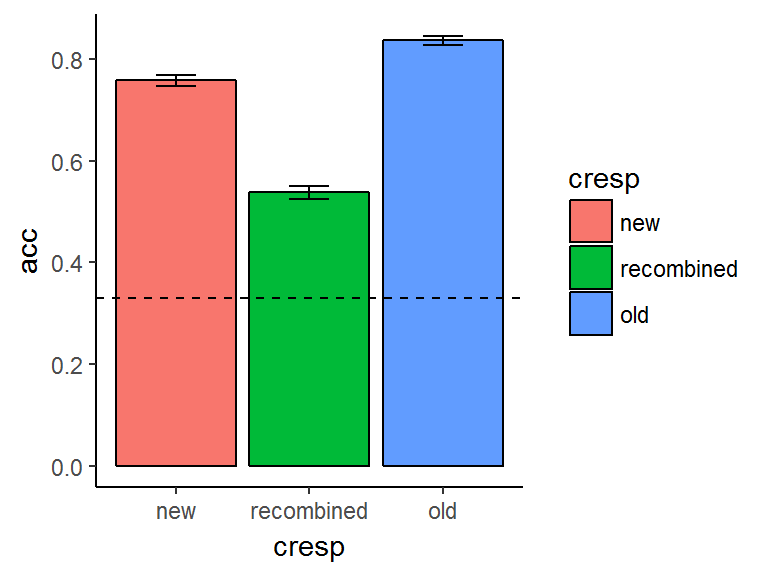 acc
0.8
0.6
0.4
0.2
0.0
new recombined old
cresp
cresp
new
recombined
old